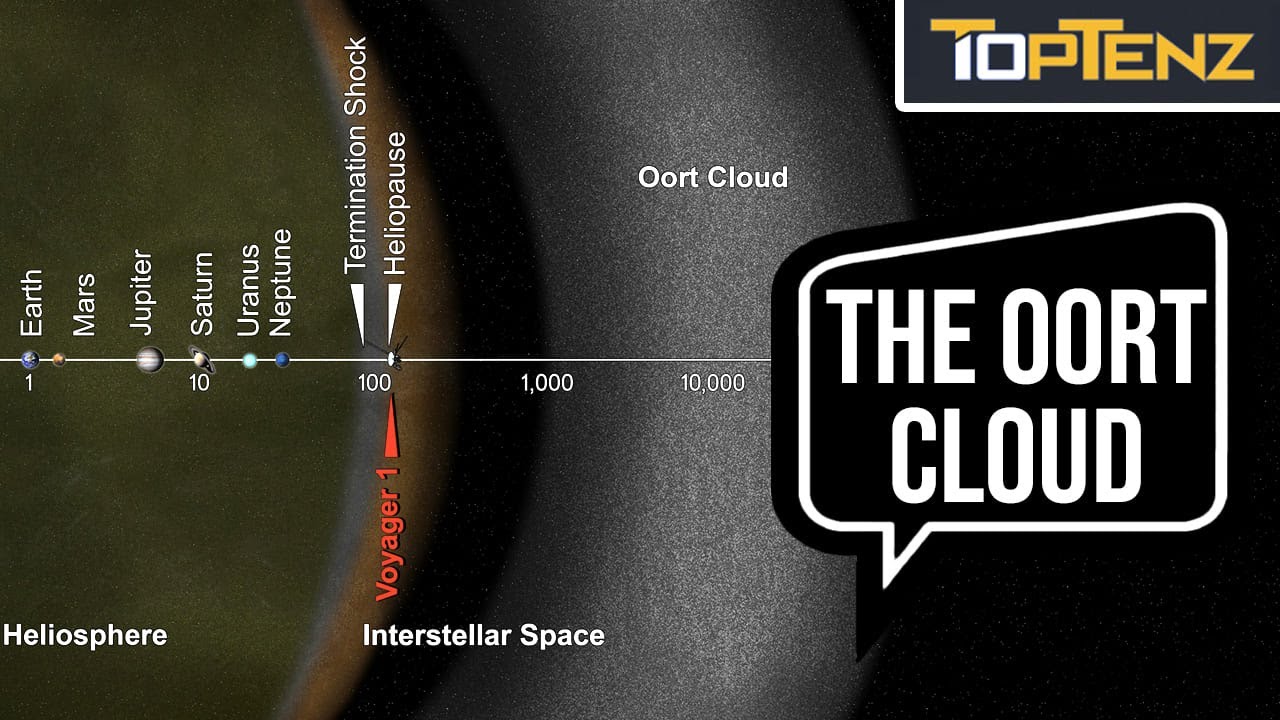 TOPTENZ
Termination Shock
Heliopause
Oort Cloud
Earth
Mars
Jupiter
Saturn
Uranus
Neptune
1
10
100
1,000
10,000
THE OORT
CLOUD
Voyager 1
Heliosphere
Interstellar Space